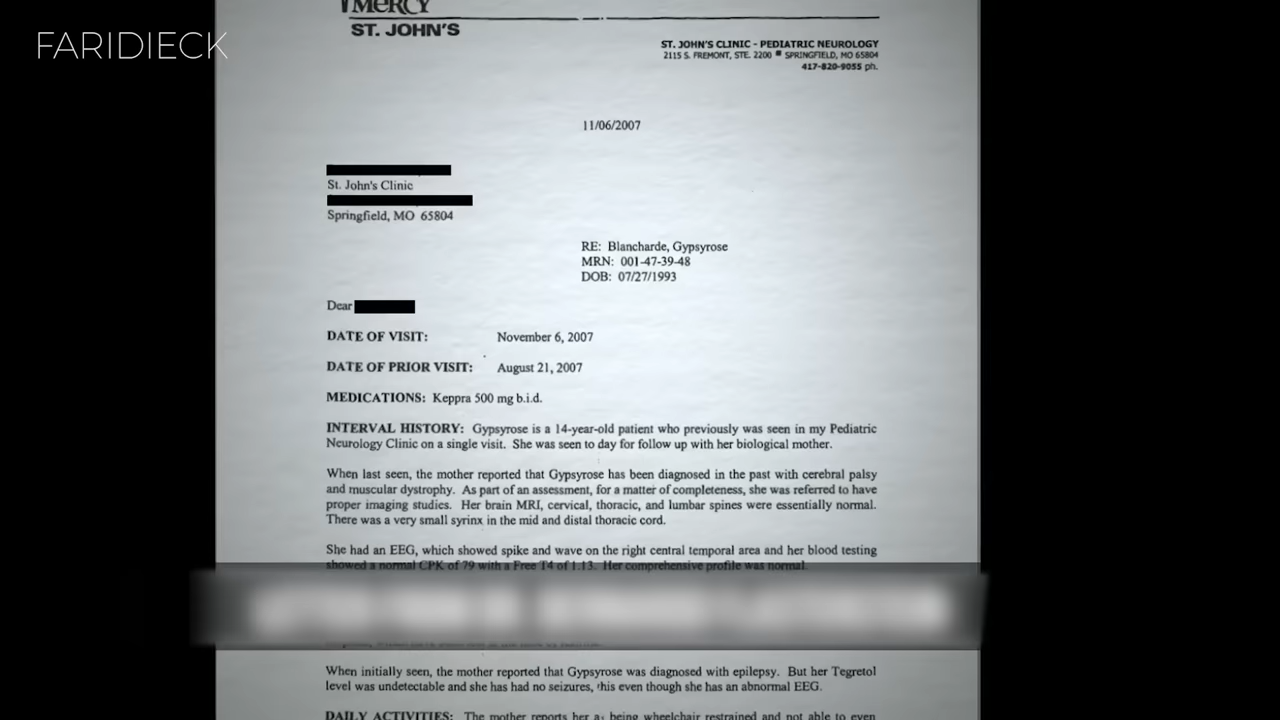 FARIDIECK
MERCY
ST. JOHN'S
ST. JOHN'S CLINIC - PEDIATRIC NEUROLOGY
2115 S. FREMONT, STE. 2200 ■ SPRINGFIELD, MO 65804
417-820-9055 ph.
11/06/2007
St. John's Clinic
Springfield, MO 65804
RE: Blancharde, Gypsyrose
MRN: 001-47-39-48
DOB: 07/27/1993
Dear
DATE OF VISIT: November 6, 2007
DATE OF PRIOR VISIT: August 21, 2007
MEDICATIONS: Keppra 500 mg b.i.d.
INTERVAL HISTORY: Gypsyrose is a 14-year-old patient who previously was seen in my Pediatric
Neurology Clinic on a single visit. She was seen to day for follow up with her biological mother.
When last seen, the mother reported that Gypsyrose has been diagnosed in the past with cerebral palsy
and muscular dystrophy. As part of an assessment, for a matter of completeness, she was referred to have
proper imaging studies. Her brain MRI, cervical, thoracic, and lumbar spines were essentially normal.
There was a very small syrinx in the mid and distal thoracic cord.
She had an EEG, which showed spike and wave on the right central temporal area and her blood testing
showed a normal CPK of 79 with a Free T4 of 1.13. Her comprehensive profile was normal.
When initially seen, the mother reported that Gypsyrose was diagnosed with epilepsy. But her Tegretol
level was undetectable and she has had no seizures, this even though she has an abnormal EEG.
DAILY ACTIVITIES: The mother reports her as being wheelchair restrained and not able to even